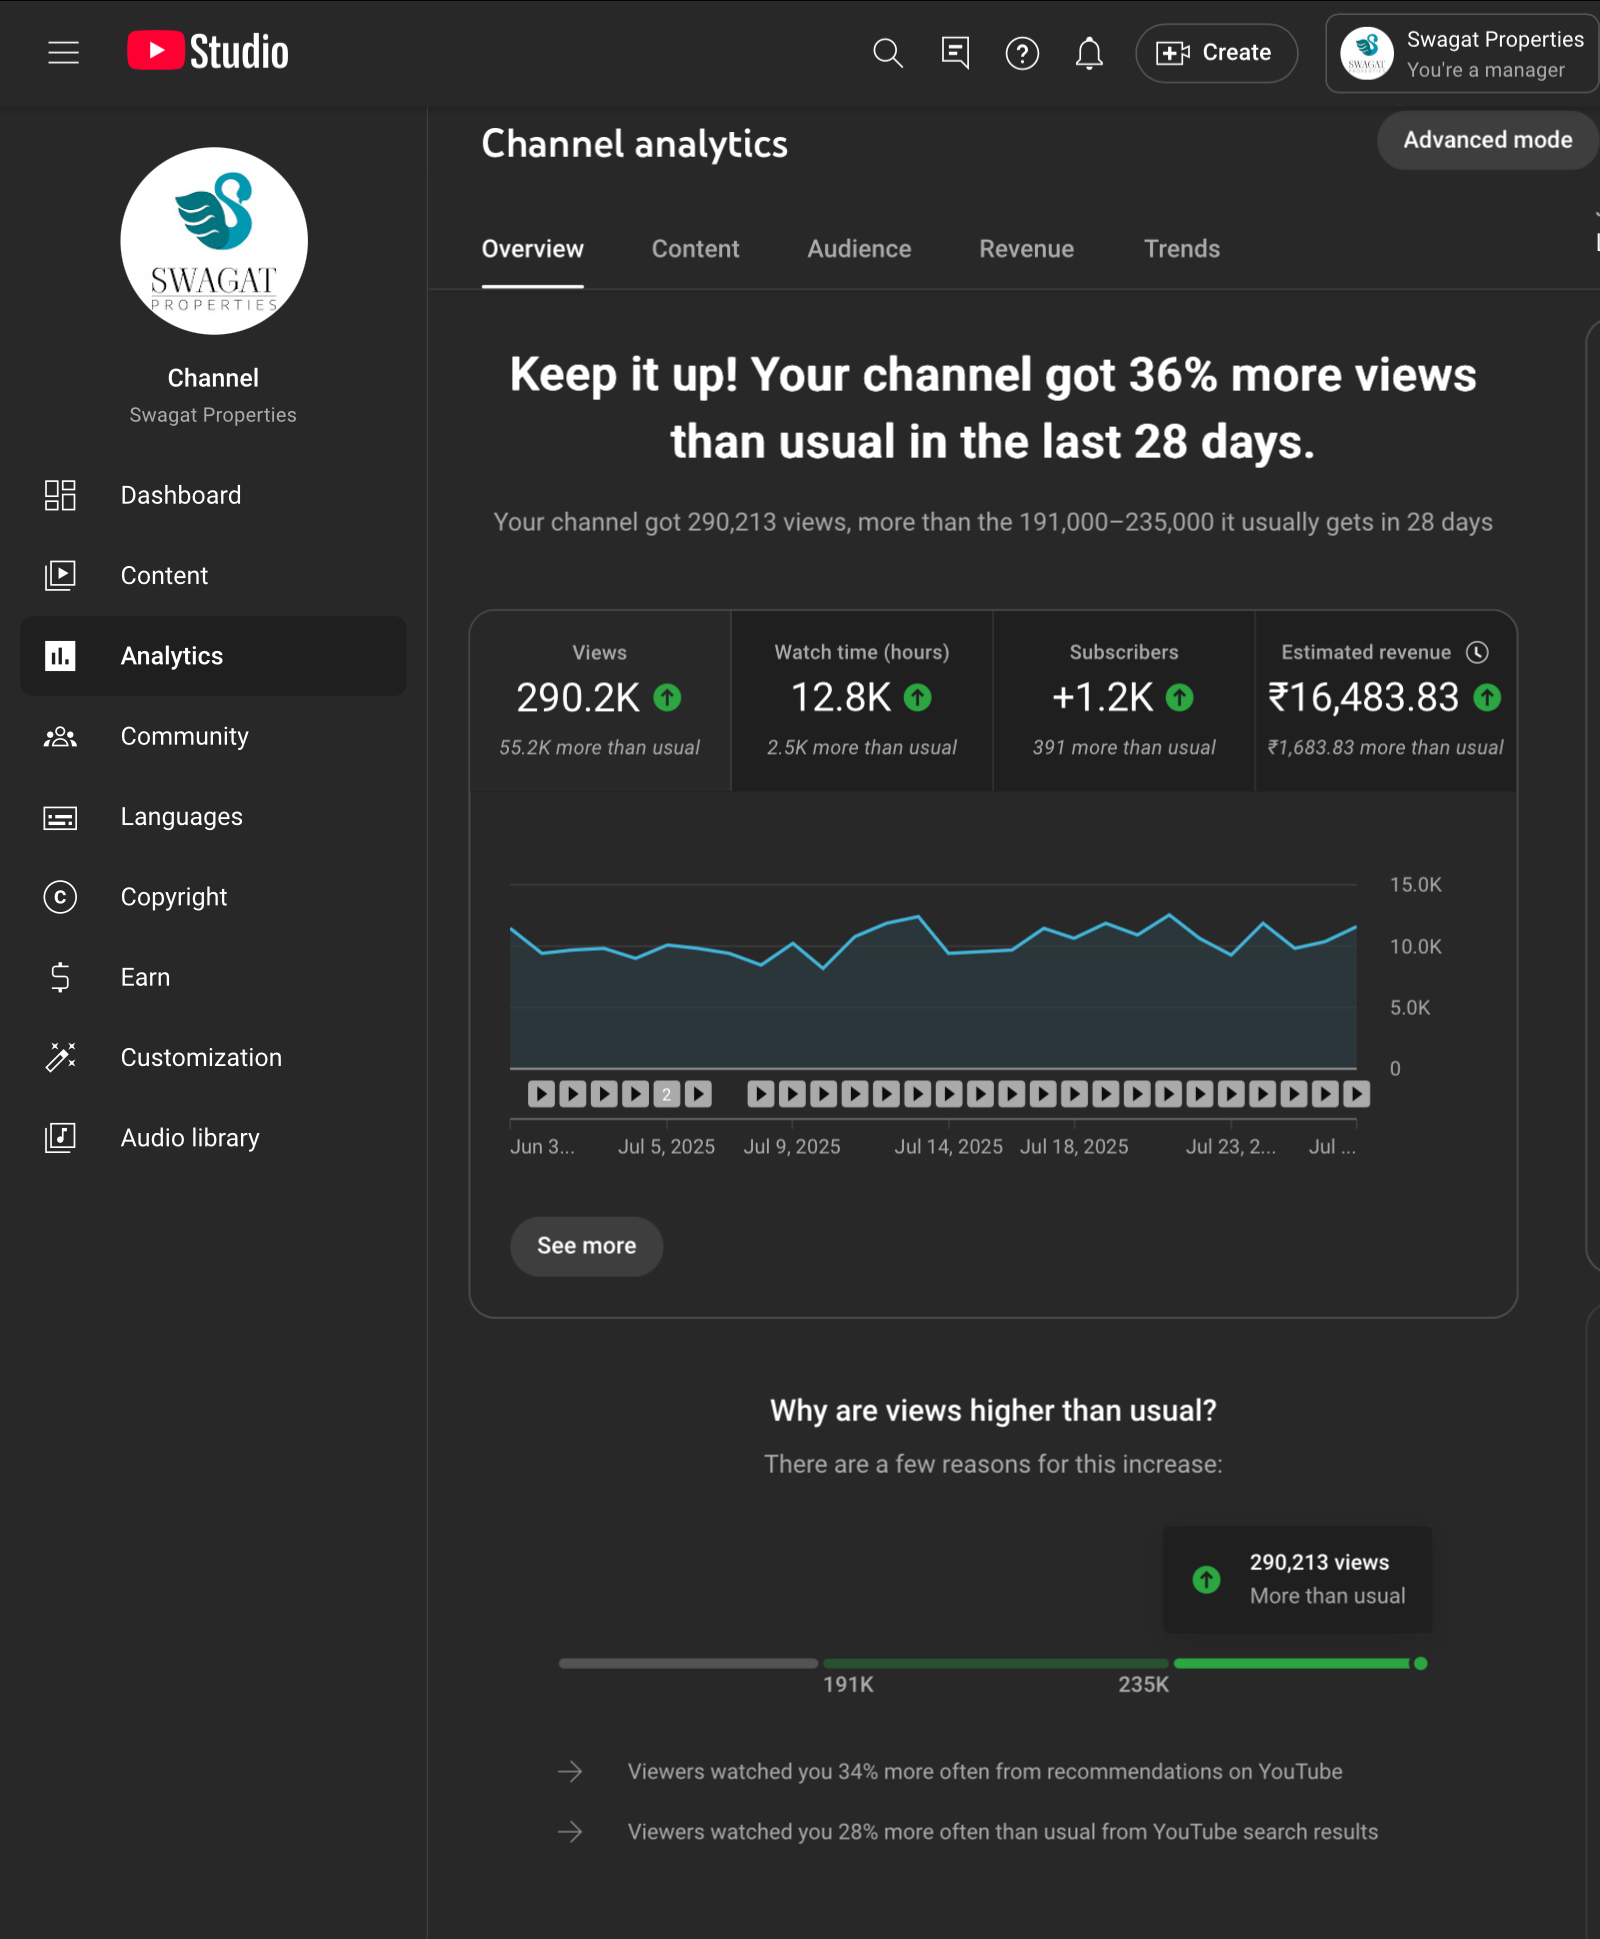 Studio
Create
Swagat Properties
You're a manager
SWAGAT
PROPERTIES
Channel
Swagat Properties
Dashboard
Content
Analytics
Community
Languages
Copyright
Earn
Customization
Audio library
Channel analytics
Advanced mode
Overview
Content
Audience
Revenue
Trends
Keep it up! Your channel got 36% more views
than usual in the last 28 days.
Your channel got 290,213 views, more than the 191,000–235,000 it usually gets in 28 days
Views
290.2K
55.2K more than usual
Watch time (hours)
12.8K
2.5K more than usual
Subscribers
+1.2K
391 more than usual
Estimated revenue
₹16,483.83
₹1,683.83 more than usual
15.0K
10.0K
5.0K
0
2
Jun 3...
Jul 5, 2025
Jul 9, 2025
Jul 14, 2025
Jul 18, 2025
Jul 23, 2...
Jul ...
See more
Why are views higher than usual?
There are a few reasons for this increase:
290,213 views
More than usual
191K
235K
Viewers watched you 34% more often from recommendations on YouTube
Viewers watched you 28% more often than usual from YouTube search results